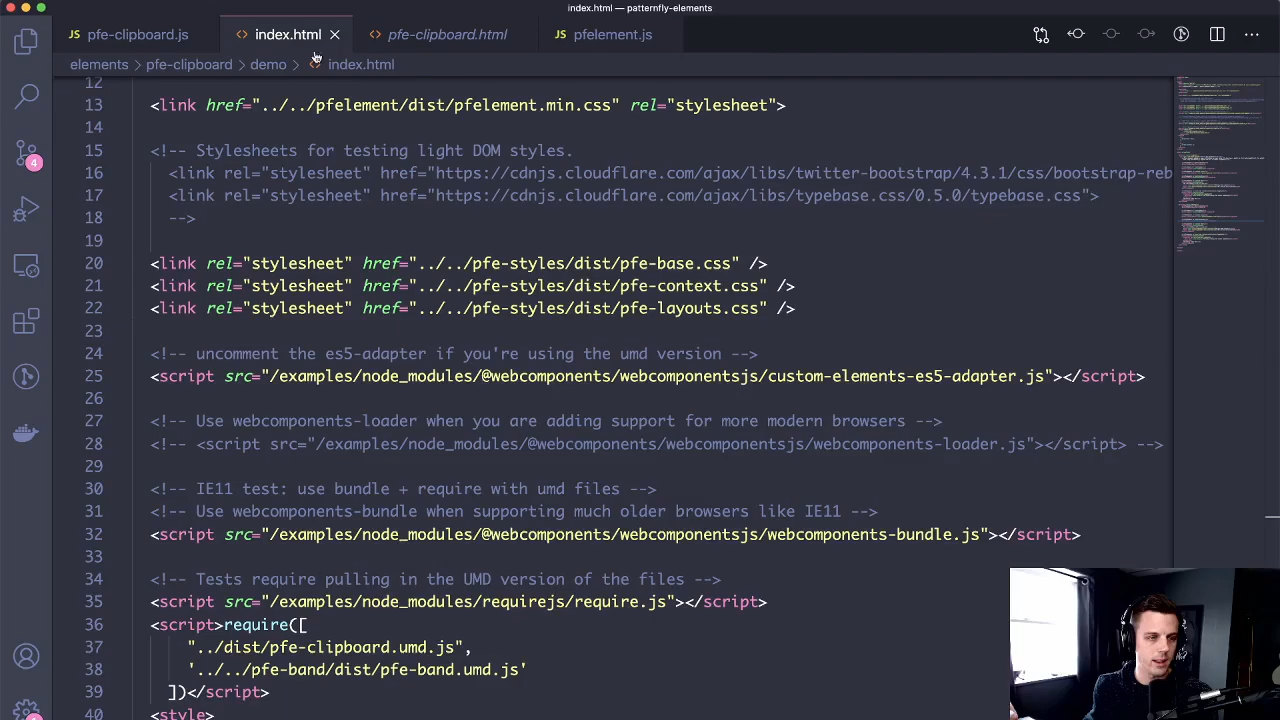 index.html — patternfly-elements
JS pfe-clipboard.js
<> index.html ×
<> pfe-clipboard.html
JS pfelement.js
elements > pfe-clipboard > demo > <> index.html
4
12
13 <link href="../../pfelement/dist/pfelement.min.css" rel="stylesheet">
14
15 <!-- Stylesheets for testing light DOM styles.
16 <link rel="stylesheet" href="https://cdnjs.cloudflare.com/ajax/libs/twitter-bootstrap/4.3.1/css/bootstrap-reb
17 <link rel="stylesheet" href="https://cdnjs.cloudflare.com/ajax/libs/typebase.css/0.5.0/typebase.css">
18 -->
19
20 <link rel="stylesheet" href="../../pfe-styles/dist/pfe-base.css" />
21 <link rel="stylesheet" href="../../pfe-styles/dist/pfe-context.css" />
22 <link rel="stylesheet" href="../../pfe-styles/dist/pfe-layouts.css" />
23
24 <!-- uncomment the es5-adapter if you're using the umd version -->
25 <script src="/examples/node_modules/@webcomponents/webcomponentsjs/custom-elements-es5-adapter.js"></script>
26
27 <!-- Use webcomponents-loader when you are adding support for more modern browsers -->
28 <!-- <script src="/examples/node_modules/@webcomponents/webcomponentsjs/webcomponents-loader.js"></script> -->
29
30 <!-- IE11 test: use bundle + require with umd files -->
31 <!-- Use webcomponents-bundle when supporting much older browsers like IE11 -->
32 <script src="/examples/node_modules/@webcomponents/webcomponentsjs/webcomponents-bundle.js"></script>
33
34 <!-- Tests require pulling in the UMD version of the files -->
35 <script src="/examples/node_modules/requirejs/require.js"></script>
36 <script>require([
37 "../dist/pfe-clipboard.umd.js",
38 '../../pfe-band/dist/pfe-band.umd.js'
39 ])</script>
40 <style>